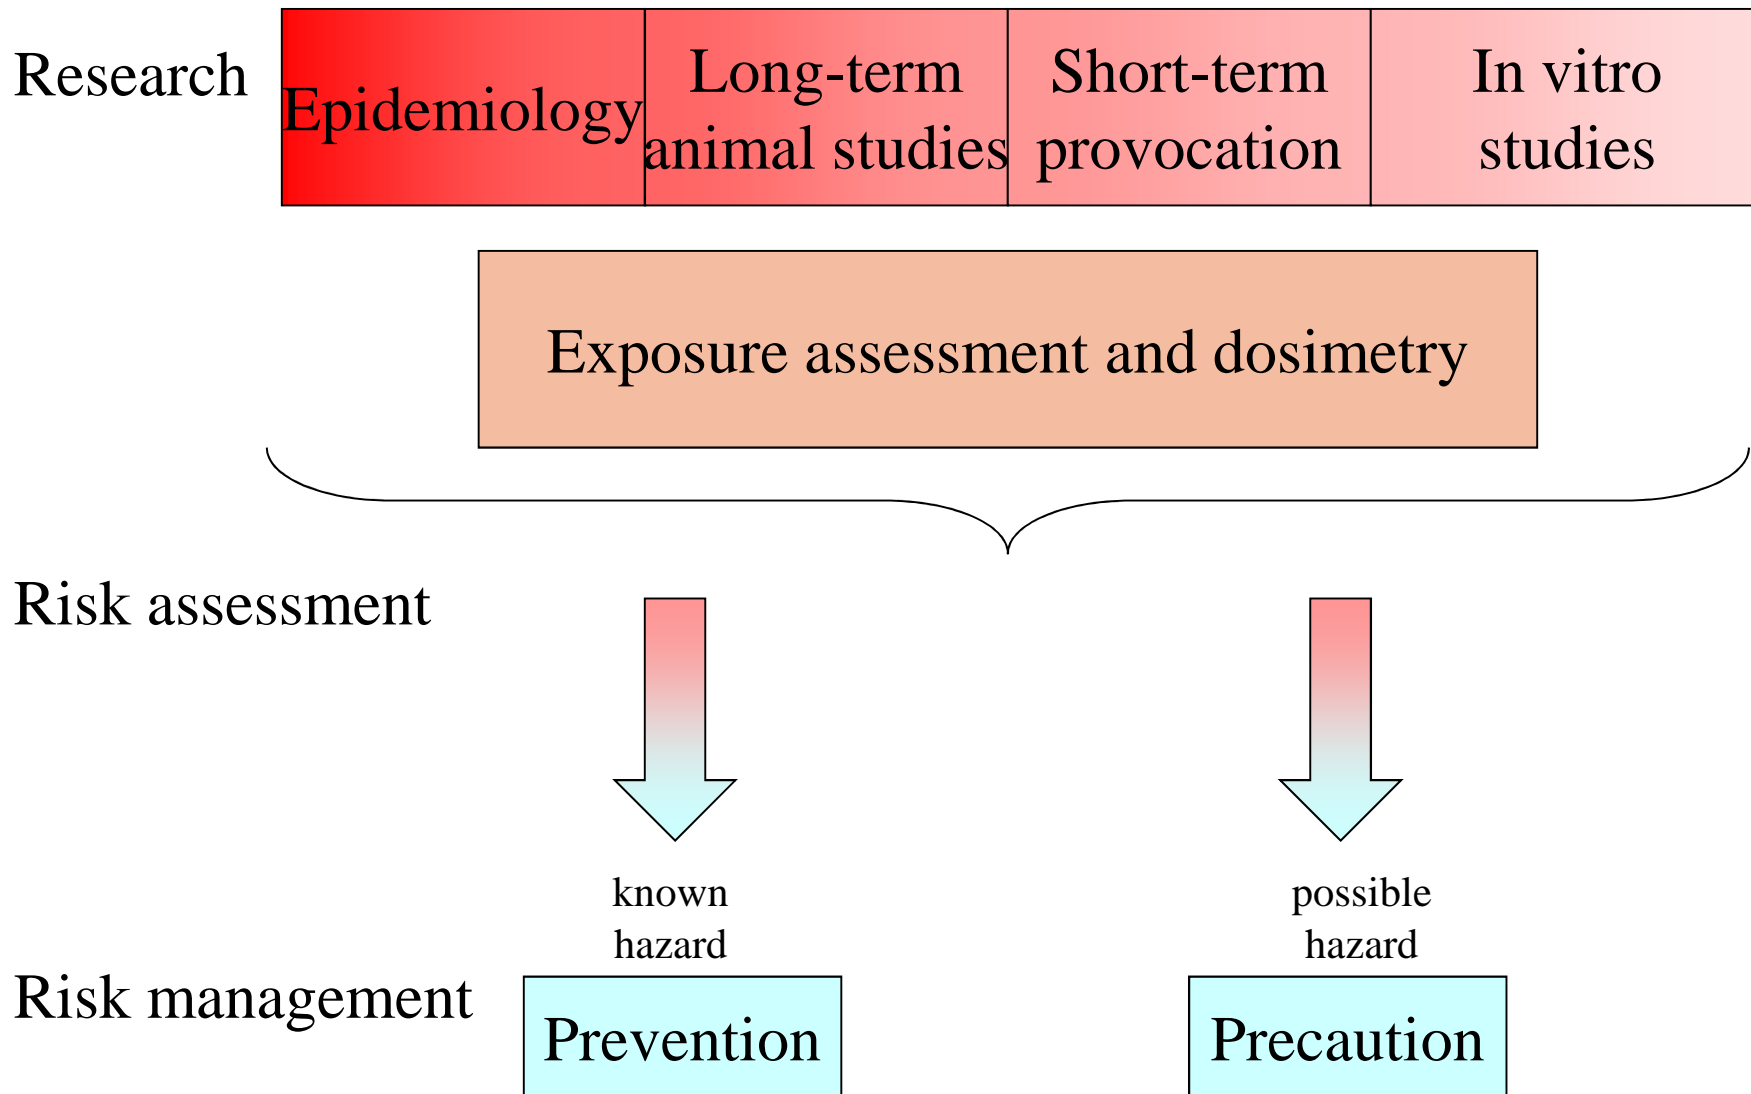 Research
Epidemiology
Long-term
animal studies
Short-term
provocation
In vitro
studies
Exposure assessment and dosimetry
Risk assessment
known
hazard
possible
hazard
Risk management
Prevention
Precaution